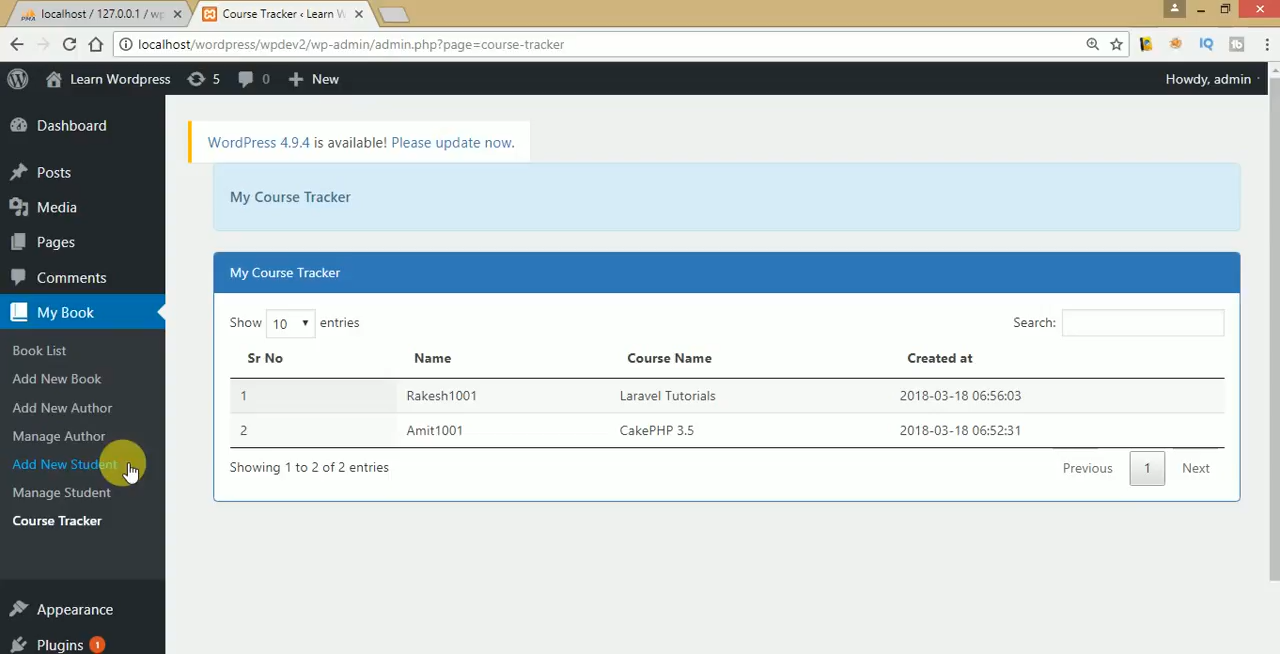 localhost / 127.0.0.1 / wp
Course Tracker ‹ Learn W
localhost/wordpress/wpdev2/wp-admin/admin.php?page=course-tracker
Learn Wordpress 5 0 New Howdy, admin
Dashboard
Posts
Media
Pages
Comments
My Book
Book List
Add New Book
Add New Author
Manage Author
Add New Student
Manage Student
Course Tracker
Appearance
Plugins 1
WordPress 4.9.4 is available! Please update now.
My Course Tracker
My Course Tracker
Show 10 entries Search:
Sr No Name Course Name Created at
1 Rakesh1001 Laravel Tutorials 2018-03-18 06:56:03
2 Amit1001 CakePHP 3.5 2018-03-18 06:52:31
Showing 1 to 2 of 2 entries Previous 1 Next